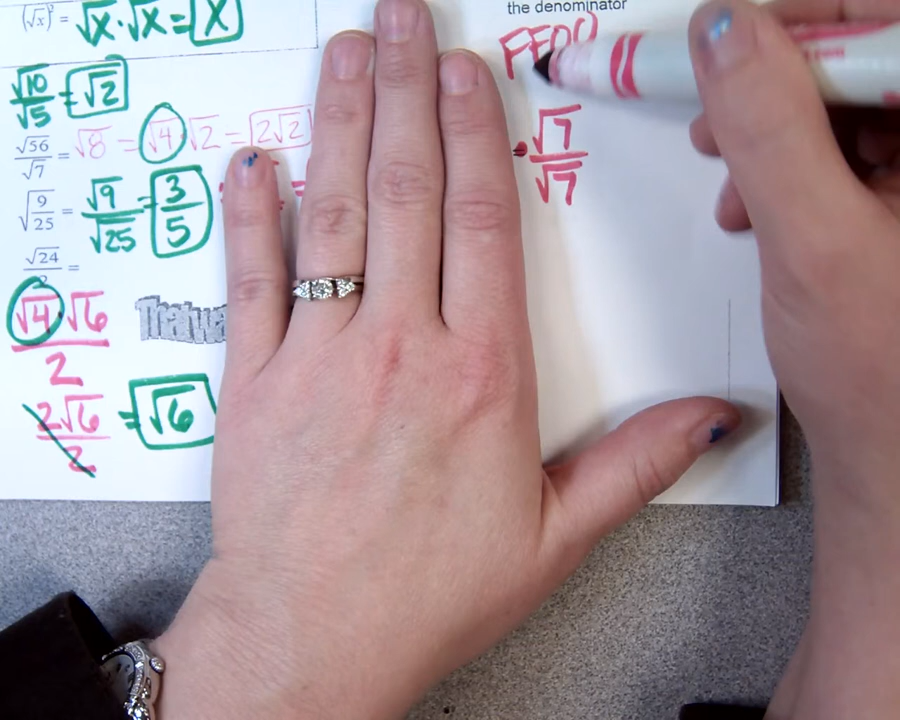 (√x)² = √x · √x = x
the denominator
FFOO
√10/√5 = √2
√56/√7 = √8 = √4 √2 = 2√2
· √7/√7
√9/25 = √9/√25 = 3/5
√24/2 =
√4 √6 / 2
2√6/2 = √6